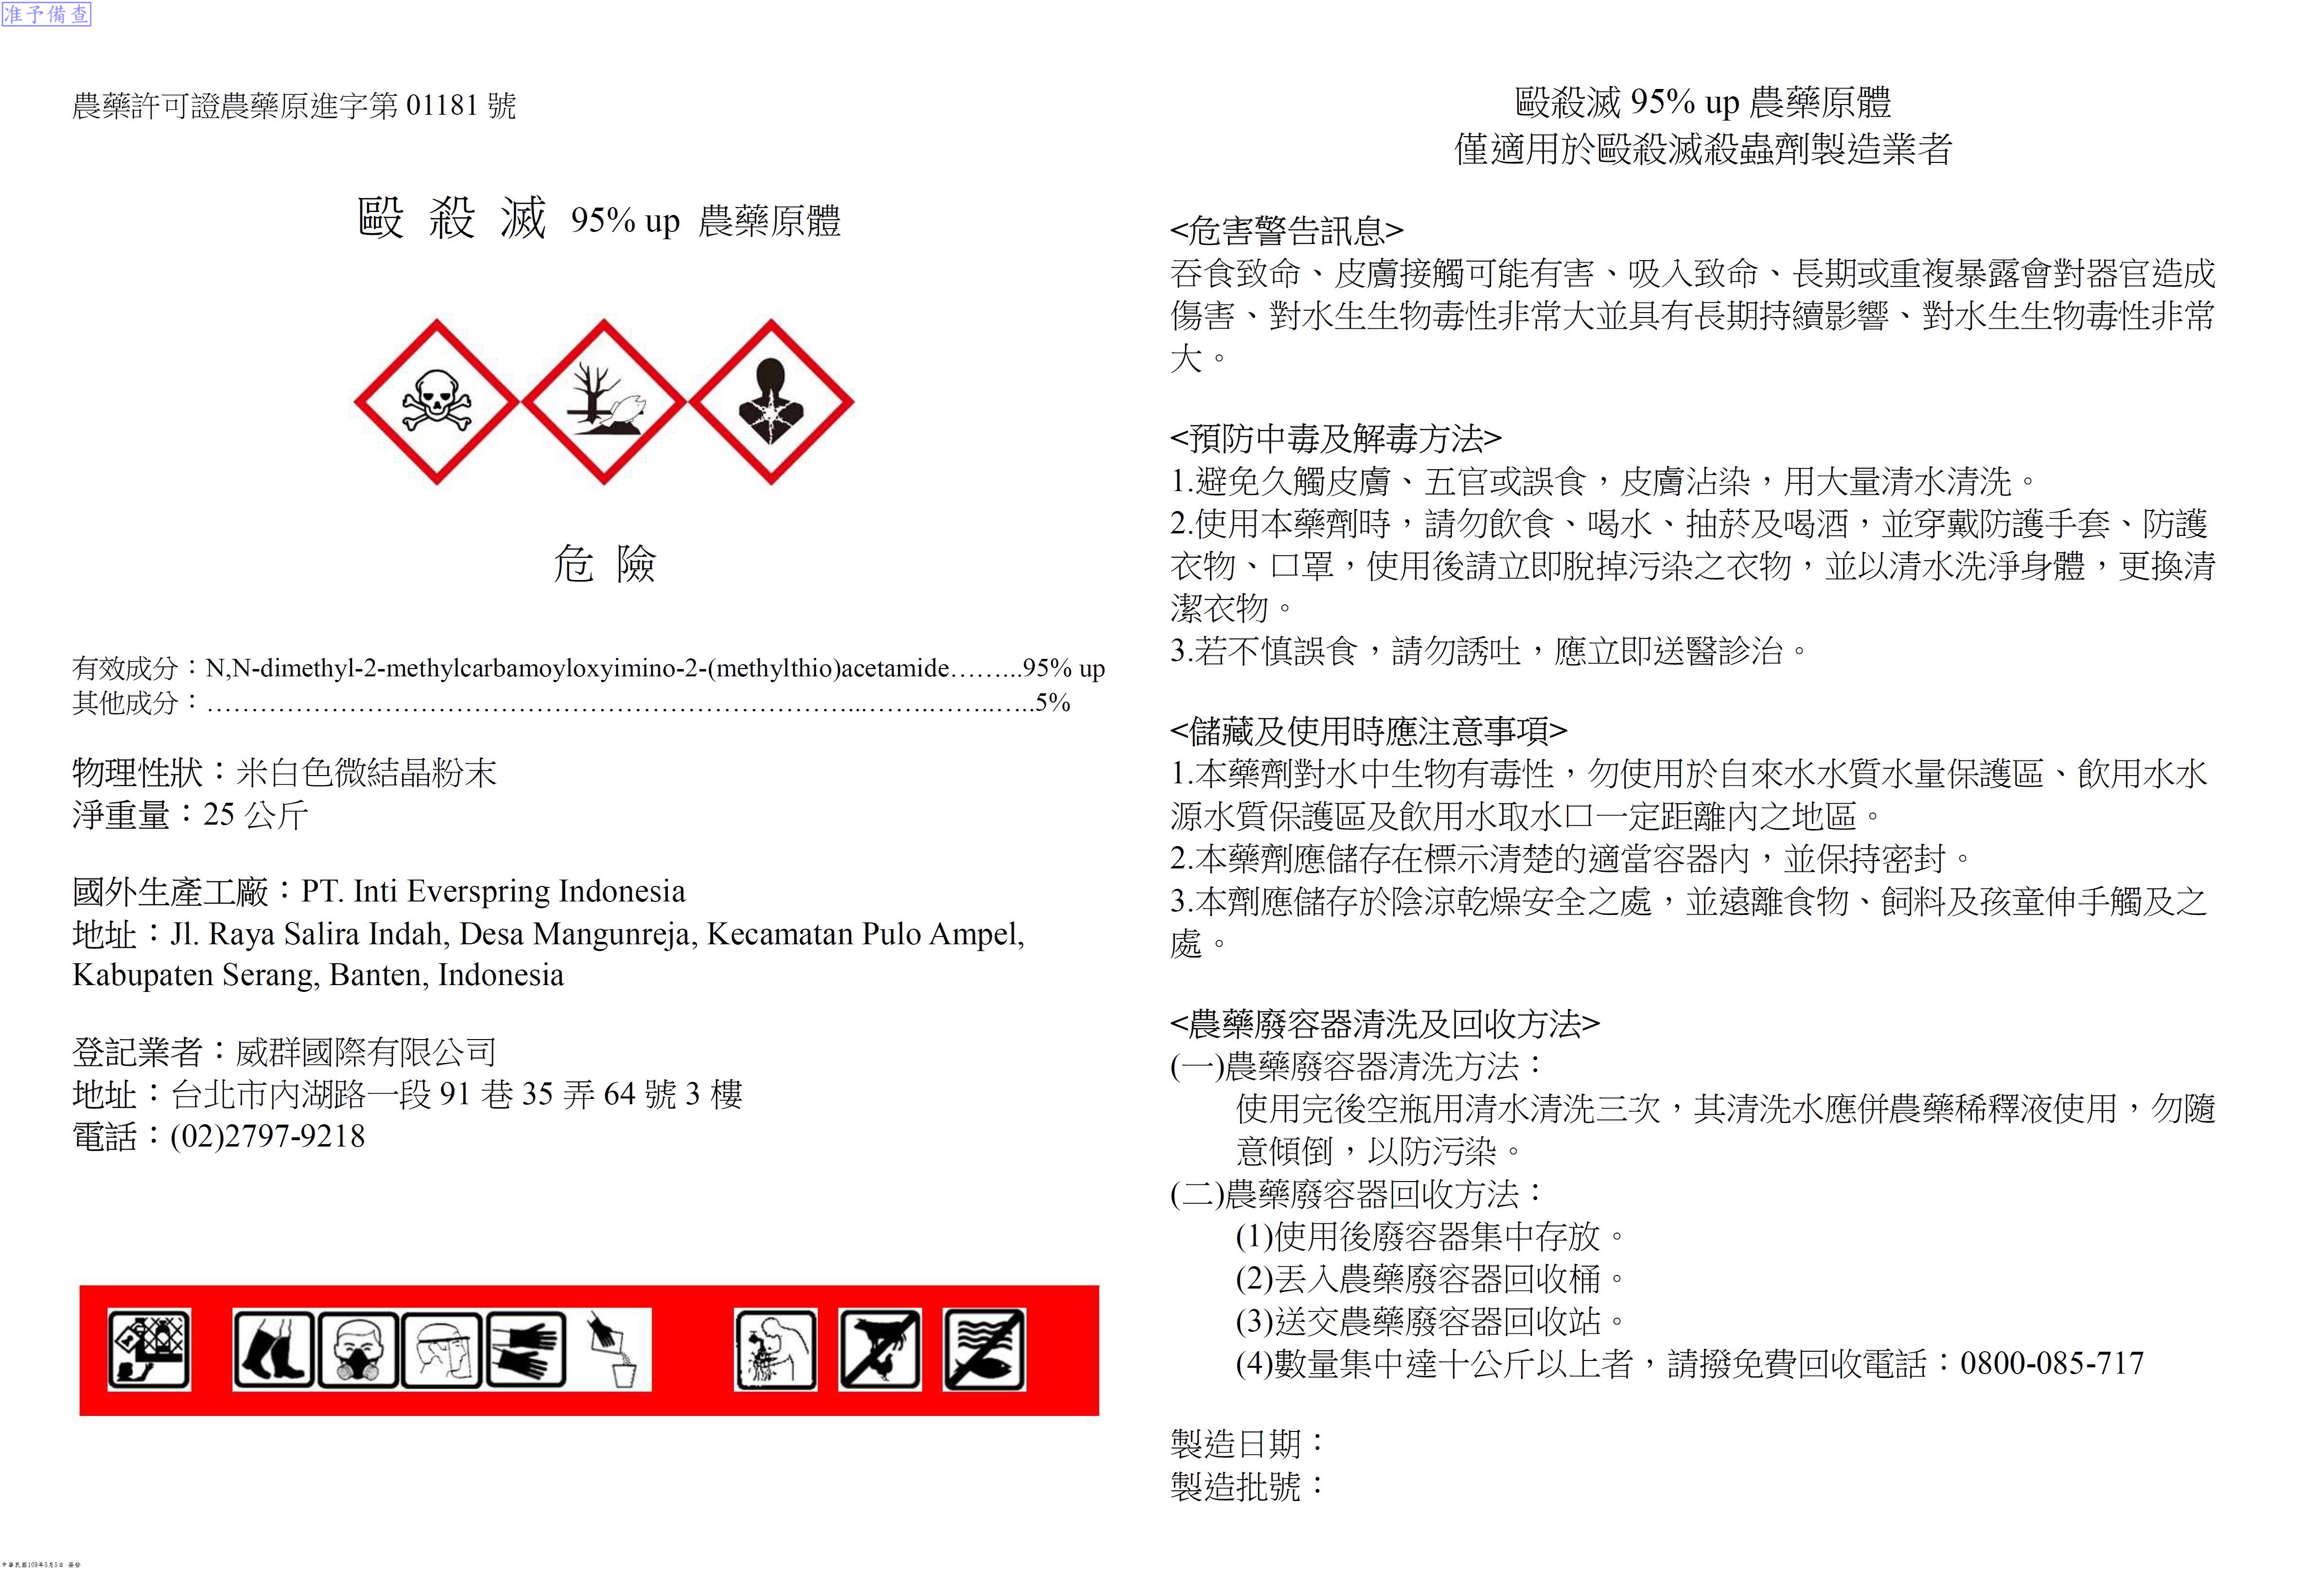 准予備查
農藥許可證農藥原進字第 01181 號
毆 殺 滅 95% up 農藥原體
危 險
有效成分：N,N-dimethyl-2-methylcarbamoyloxyimino-2-(methylthio)acetamide……...95% up
其他成分：………………………………………………………………..…….…….…..5%
物理性狀：米白色微結晶粉末
淨重量：25 公斤
國外生產工廠：PT. Inti Everspring Indonesia
地址：Jl. Raya Salira Indah, Desa Mangunreja, Kecamatan Pulo Ampel,
Kabupaten Serang, Banten, Indonesia
登記業者：威群國際有限公司
地址：台北市內湖路一段 91 巷 35 弄 64 號 3 樓
電話：(02)2797-9218
毆殺滅 95% up 農藥原體
僅適用於毆殺滅殺蟲劑製造業者
<危害警告訊息>
吞食致命、皮膚接觸可能有害、吸入致命、長期或重複暴露會對器官造成
傷害、對水生生物毒性非常大並具有長期持續影響、對水生生物毒性非常
大。
<預防中毒及解毒方法>
1.避免久觸皮膚、五官或誤食，皮膚沾染，用大量清水清洗。
2.使用本藥劑時，請勿飲食、喝水、抽菸及喝酒，並穿戴防護手套、防護
衣物、口罩，使用後請立即脫掉污染之衣物，並以清水洗淨身體，更換清
潔衣物。
3.若不慎誤食，請勿誘吐，應立即送醫診治。
<儲藏及使用時應注意事項>
1.本藥劑對水中生物有毒性，勿使用於自來水水質水量保護區、飲用水水
源水質保護區及飲用水取水口一定距離內之地區。
2.本藥劑應儲存在標示清楚的適當容器內，並保持密封。
3.本劑應儲存於陰涼乾燥安全之處，並遠離食物、飼料及孩童伸手觸及之
處。
<農藥廢容器清洗及回收方法>
(一)農藥廢容器清洗方法：
使用完後空瓶用清水清洗三次，其清洗水應併農藥稀釋液使用，勿隨
意傾倒，以防污染。
(二)農藥廢容器回收方法：
(1)使用後廢容器集中存放。
(2)丟入農藥廢容器回收桶。
(3)送交農藥廢容器回收站。
(4)數量集中達十公斤以上者，請撥免費回收電話：0800-085-717
製造日期：
製造批號：
中華民國109年5月5日 簽發